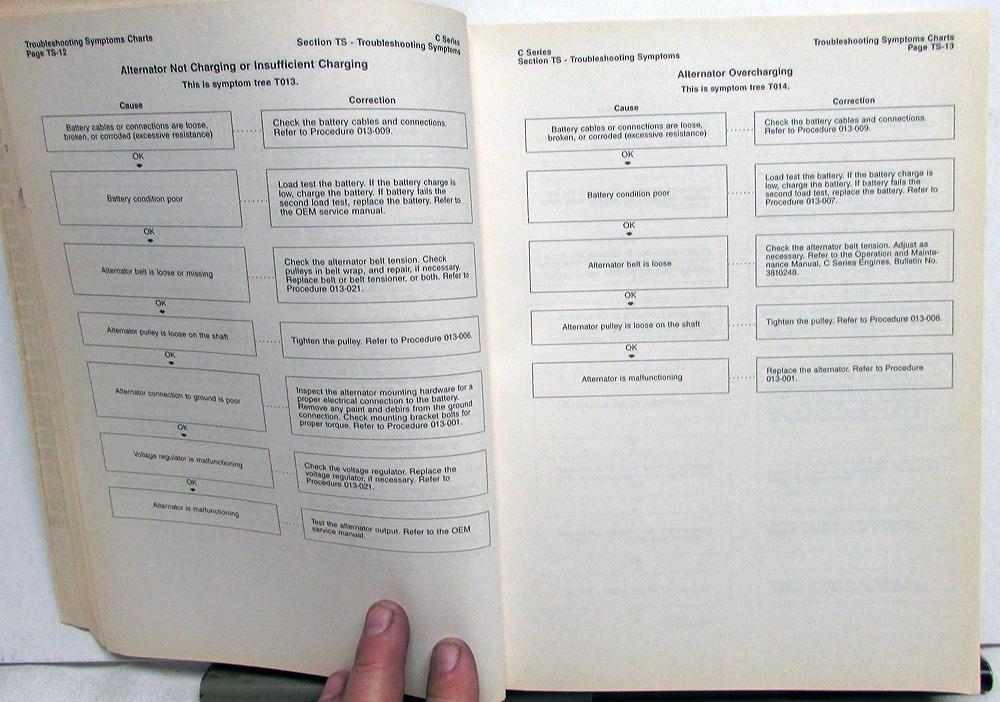 Troubleshooting Symptoms Charts
Page TS-12
C Series
Section TS - Troubleshooting Symptoms
Alternator Not Charging or Insufficient Charging
This is symptom tree T013.
Cause
Correction
Battery cables or connections are loose,
broken, or corroded (excessive resistance)
Check the battery cables and connections.
Refer to Procedure 013-009.
OK
Battery condition poor
Load test the battery. If the battery charge is
low, charge the battery. If battery fails the
second load test, replace the battery. Refer to
the OEM service manual.
OK
Alternator belt is loose or missing
Check the alternator belt tension. Check
pulleys in belt wrap, and repair, if necessary.
Replace belt or belt tensioner, or both. Refer to
Procedure 013-021.
OK
Alternator pulley is loose on the shaft
Tighten the pulley. Refer to Procedure 013-006.
OK
Alternator connection to ground is poor
Inspect the alternator mounting hardware for a
proper electrical connection to the battery.
Remove any paint and debirs from the ground
connection. Check mounting bracket bolts for
proper torque. Refer to Procedure 013-001.
OK
Voltage regulator is malfunctioning
Check the voltage regulator. Replace the
voltage regulator, if necessary. Refer to
Procedure 013-021.
OK
Alternator is malfunctioning
Test the alternator output. Refer to the OEM
service manual.
C Series
Section TS - Troubleshooting Symptoms
Troubleshooting Symptoms Charts
Page TS-13
Alternator Overcharging
This is symptom tree T014.
Cause
Correction
Battery cables or connections are loose,
broken, or corroded (excessive resistance)
Check the battery cables and connections.
Refer to Procedure 013-009.
OK
Battery condition poor
Load test the battery. If the battery charge is
low, charge the battery. If battery fails the
second load test, replace the battery. Refer to
Procedure 013-007.
OK
Alternator belt is loose
Check the alternator belt tension. Adjust as
necessary. Refer to the Operation and Mainte-
nance Manual, C Series Engines, Bulletin No.
3810248.
OK
Alternator pulley is loose on the shaft
Tighten the pulley. Refer to Procedure 013-006.
OK
Alternator is malfunctioning
Replace the alternator. Refer to Procedure
013-001.